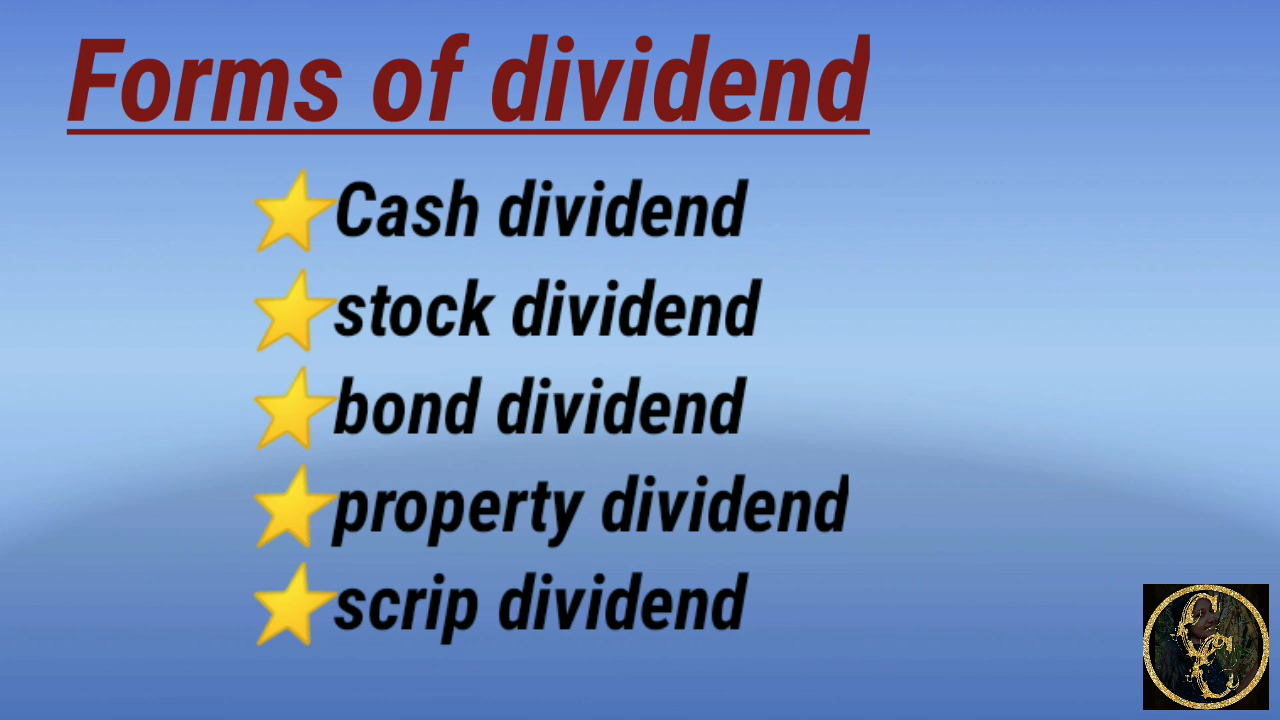 Forms of dividend
⭐Cash dividend
⭐stock dividend
⭐bond dividend
⭐property dividend
⭐scrip dividend